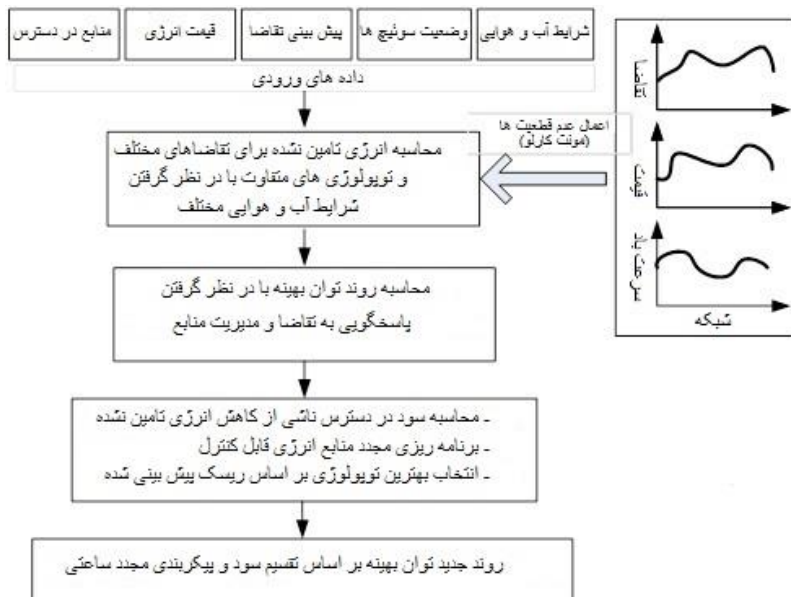 شرایط آب و هوایی
وضعیت سوئیچ ها
پیش بینی تقاضا
قیمت انرژی
منابع در دسترس
داده های ورودی
محاسبه انرژی تامین نشده برای تقاضاهای مختلف
و توپولوژی های متفاوت با در نظر گرفتن
شرایط آب و هوایی مختلف
اعمال عدم قطعیت ها
(مونت کارلو)
تقاضا
قیمت
سرعت باد
شبکه
محاسبه روند توان بهینه با در نظر گرفتن
پاسخگویی به تقاضا و مدیریت منابع
- محاسبه سود در دسترس ناشی از کاهش انرژی تامین نشده
- برنامه ریزی مجدد منابع انرژی قابل کنترل
- انتخاب بهترین توپولوژی بر اساس ریسک پیش بینی شده
روند جدید توان بهینه بر اساس تقسیم سود و پیکربندی مجدد ساعتی